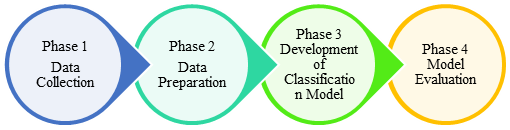 Phase 1
Data
Collection
Phase 2
Data
Preparation
Phase 3
Development
of
Classificatio
n Model
Phase 4
Model
Evaluation